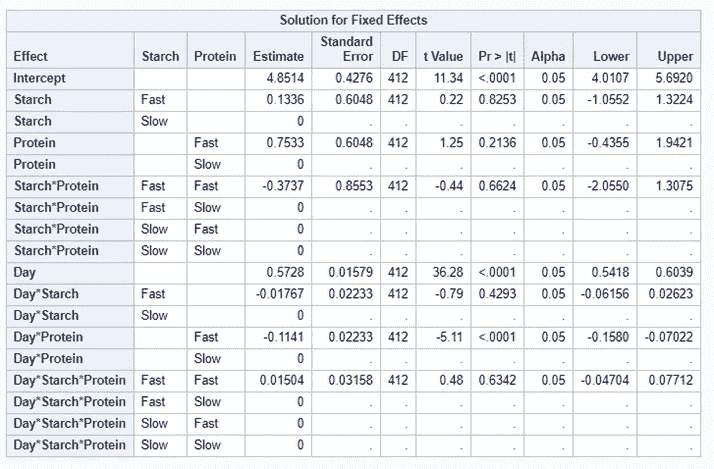 Solution for Fixed Effects
Effect Starch Protein Estimate Standard Error DF t Value Pr > |t| Alpha Lower Upper
Intercept 4.8514 0.4276 412 11.34 <.0001 0.05 4.0107 5.6920
Starch Fast 0.1336 0.6048 412 0.22 0.8253 0.05 -1.0552 1.3224
Starch Slow 0 . . . . . . .
Protein Fast 0.7533 0.6048 412 1.25 0.2136 0.05 -0.4355 1.9421
Protein Slow 0 . . . . . . .
Starch*Protein Fast Fast -0.3737 0.8553 412 -0.44 0.6624 0.05 -2.0550 1.3075
Starch*Protein Fast Slow 0 . . . . . . .
Starch*Protein Slow Fast 0 . . . . . . .
Starch*Protein Slow Slow 0 . . . . . . .
Day 0.5728 0.01579 412 36.28 <.0001 0.05 0.5418 0.6039
Day*Starch Fast -0.01767 0.02233 412 -0.79 0.4293 0.05 -0.06156 0.02623
Day*Starch Slow 0 . . . . . . .
Day*Protein Fast -0.1141 0.02233 412 -5.11 <.0001 0.05 -0.1580 -0.07022
Day*Protein Slow 0 . . . . . . .
Day*Starch*Protein Fast Fast 0.01504 0.03158 412 0.48 0.6342 0.05 -0.04704 0.07712
Day*Starch*Protein Fast Slow 0 . . . . . . .
Day*Starch*Protein Slow Fast 0 . . . . . . .
Day*Starch*Protein Slow Slow 0 . . . . . . .